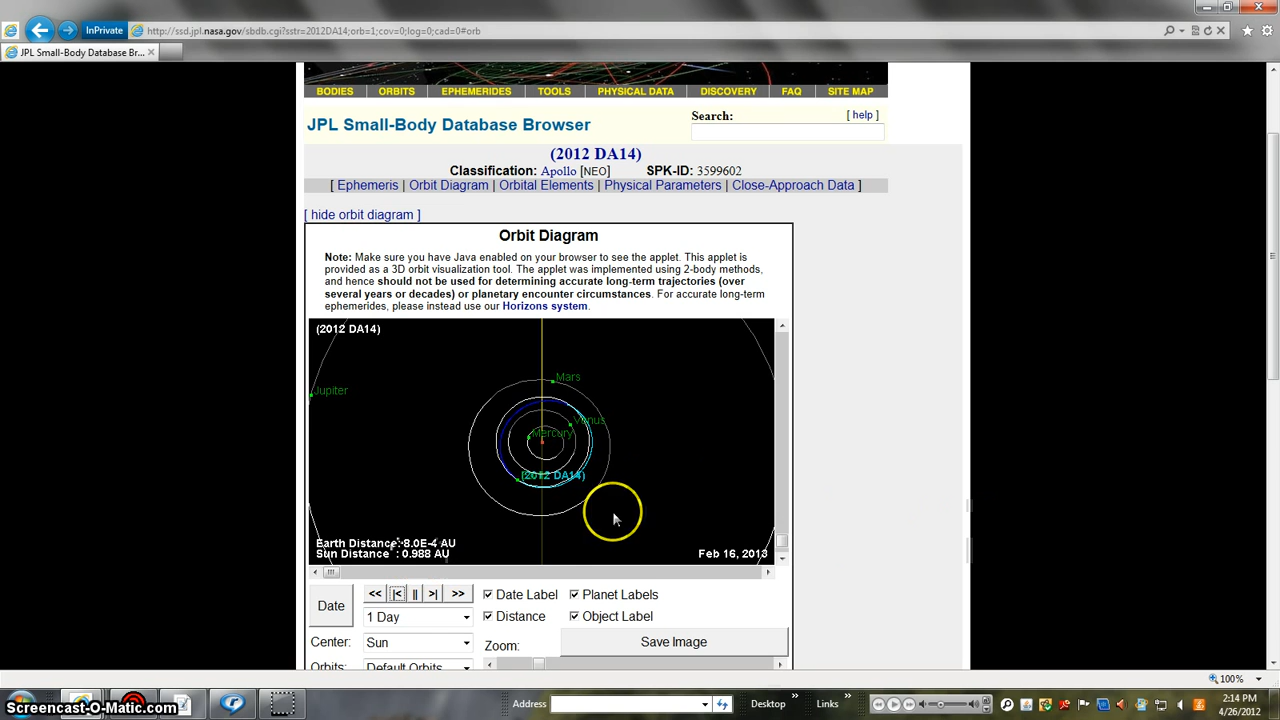 InPrivate
http://ssd.jpl.nasa.gov/sbdb.cgi?sstr=2012DA14;orb=1;cov=0;log=0;cad=0#orb
JPL Small-Body Database Br...
BODIES ORBITS EPHEMERIDES TOOLS PHYSICAL DATA DISCOVERY FAQ SITE MAP
JPL Small-Body Database Browser
Search: [ help ]
(2012 DA14)
Classification: Apollo [NEO] SPK-ID: 3599602
[ Ephemeris | Orbit Diagram | Orbital Elements | Physical Parameters | Close-Approach Data ]
[ hide orbit diagram ]
Orbit Diagram
Note: Make sure you have Java enabled on your browser to see the applet. This applet is
provided as a 3D orbit visualization tool. The applet was implemented using 2-body methods,
and hence should not be used for determining accurate long-term trajectories (over
several years or decades) or planetary encounter circumstances. For accurate long-term
ephemerides, please instead use our Horizons system.
(2012 DA14)
Mars
Jupiter
Venus
Mercury
(2012 DA14)
Earth Distance: 8.0E-4 AU
Sun Distance : 0.988 AU
Feb 16, 2013
Date
<< |< || >| >>
Date Label
Planet Labels
1 Day
Distance
Object Label
Center: Sun
Zoom:
Save Image
Orbits: Default Orbits
100%
Screencast-O-Matic.com
Address
Desktop
Links
2:14 PM
4/26/2012